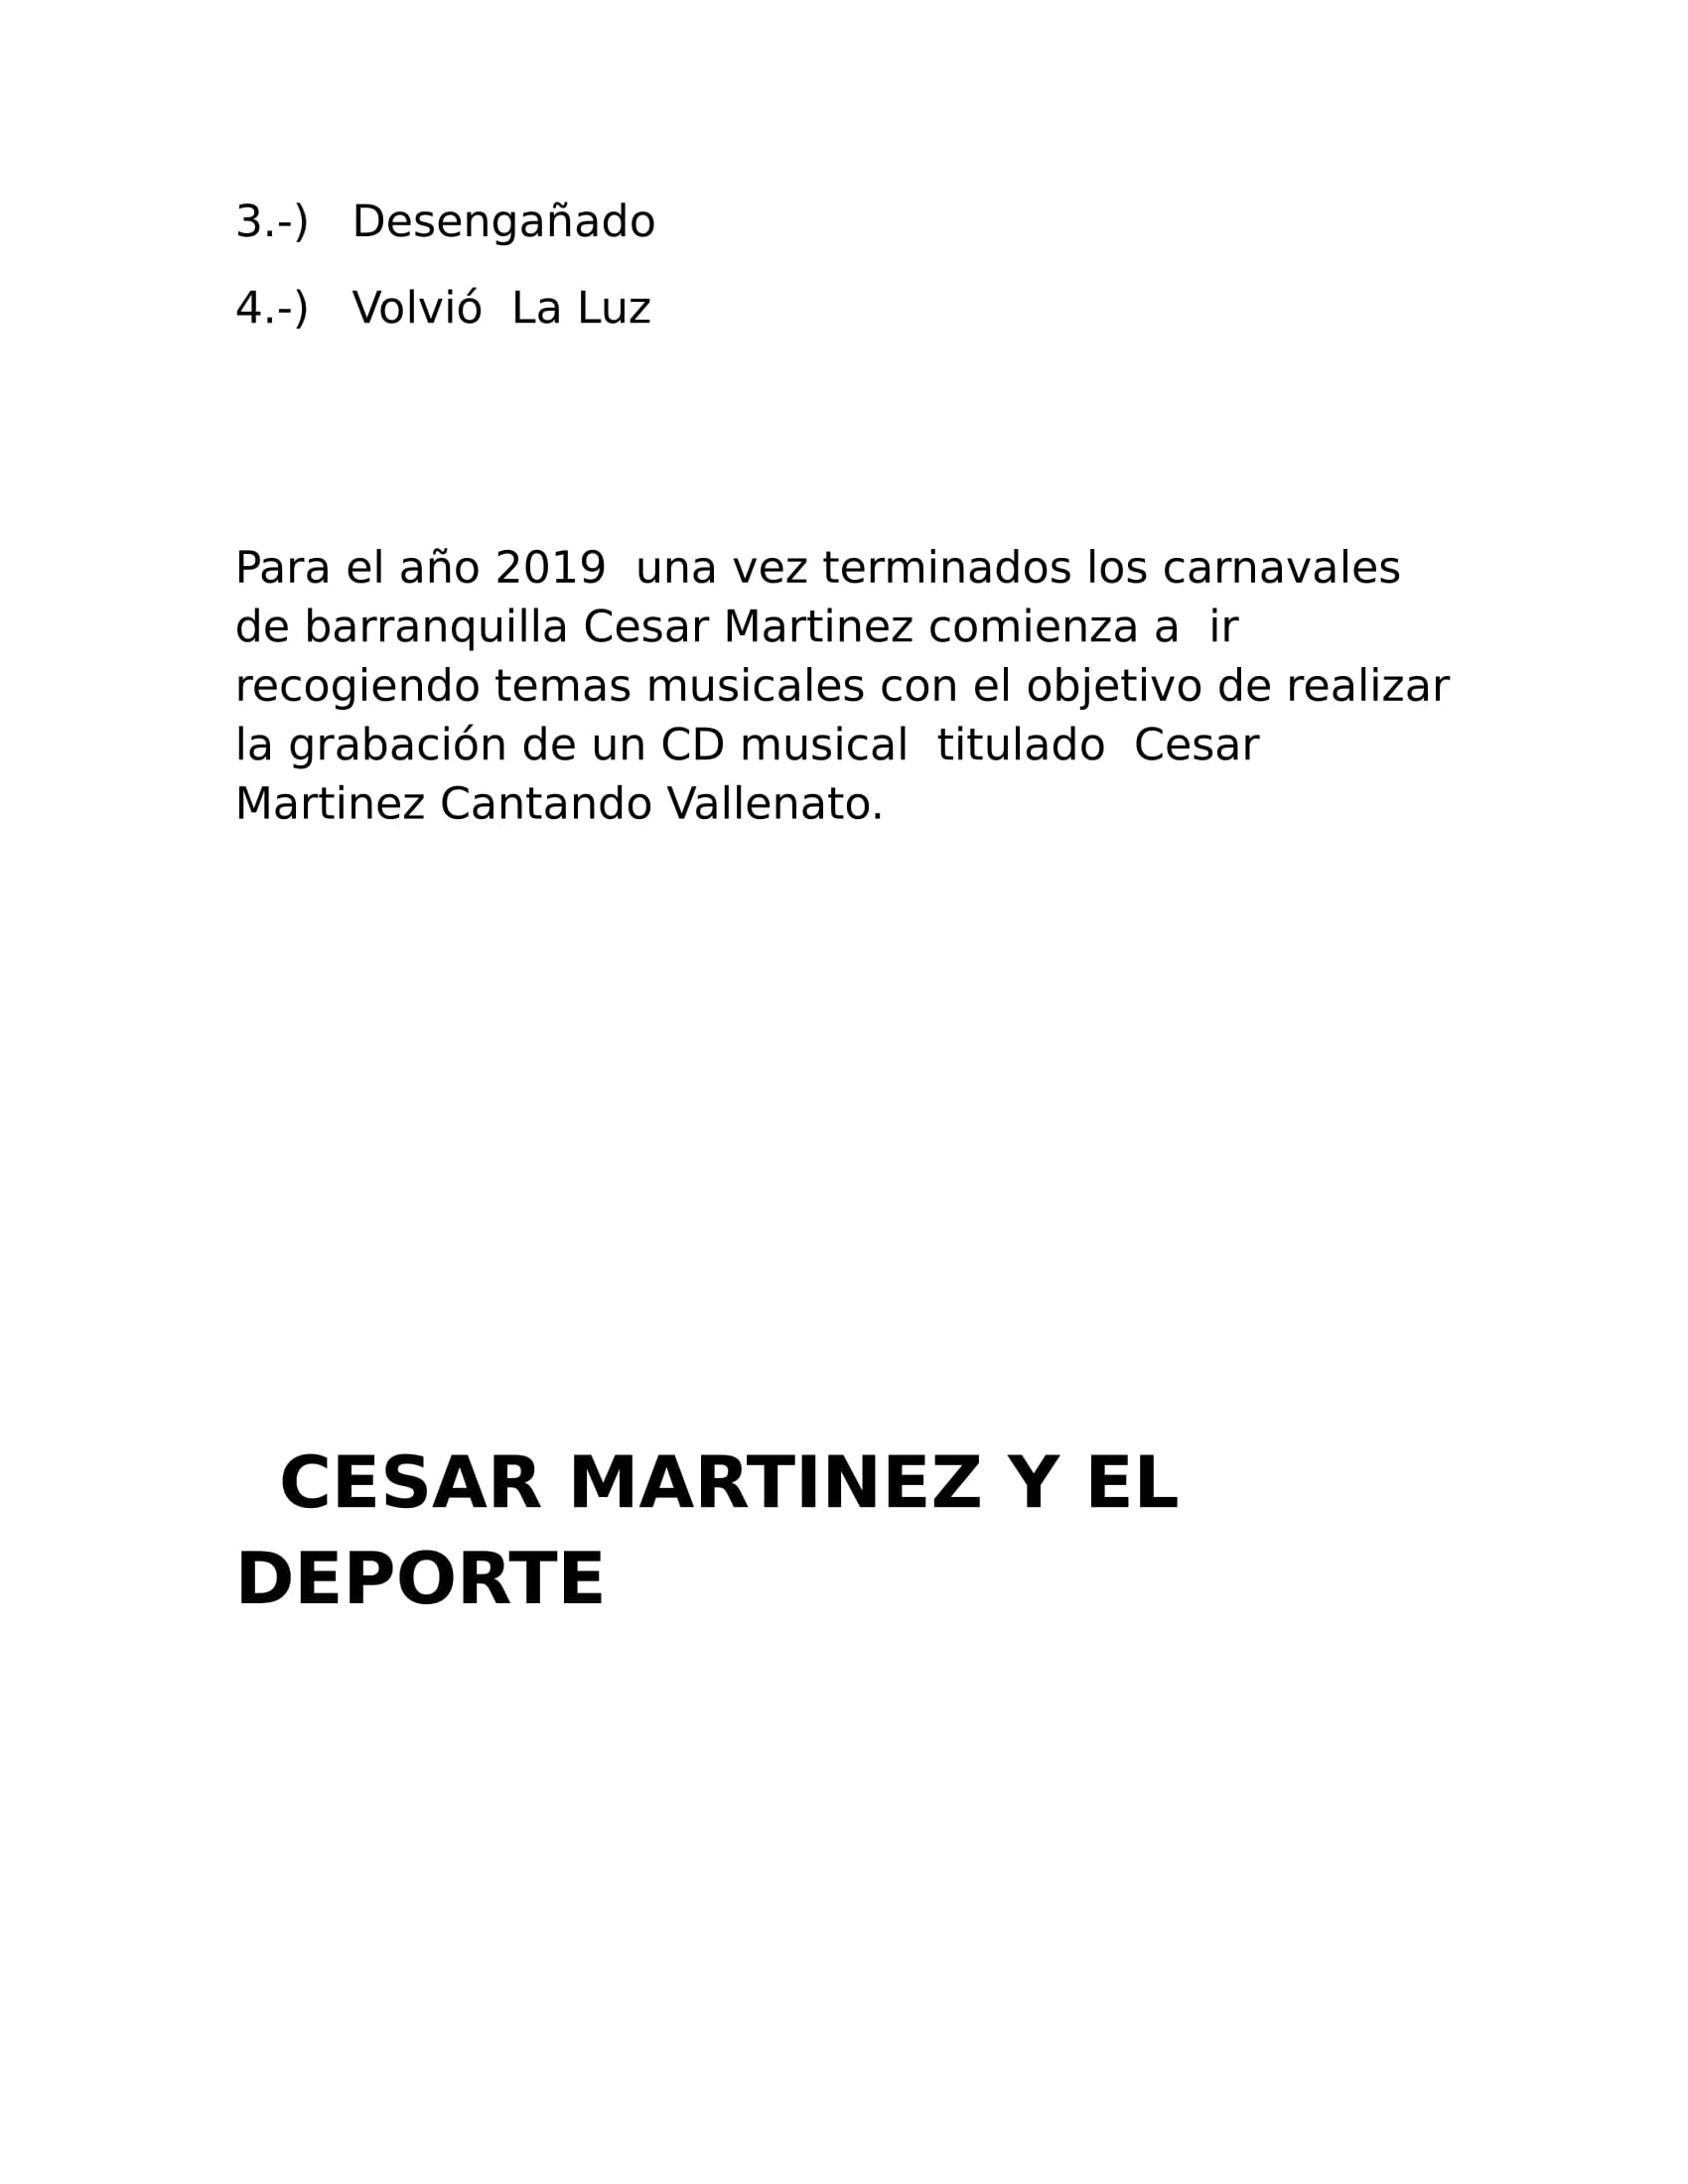 3.-)   Desengañado
4.-)   Volvió  La Luz
Para el año 2019  una vez terminados los carnavales
de barranquilla Cesar Martinez comienza a  ir
recogiendo temas musicales con el objetivo de realizar
la grabación de un CD musical  titulado  Cesar
Martinez Cantando Vallenato.
CESAR MARTINEZ Y EL
DEPORTE